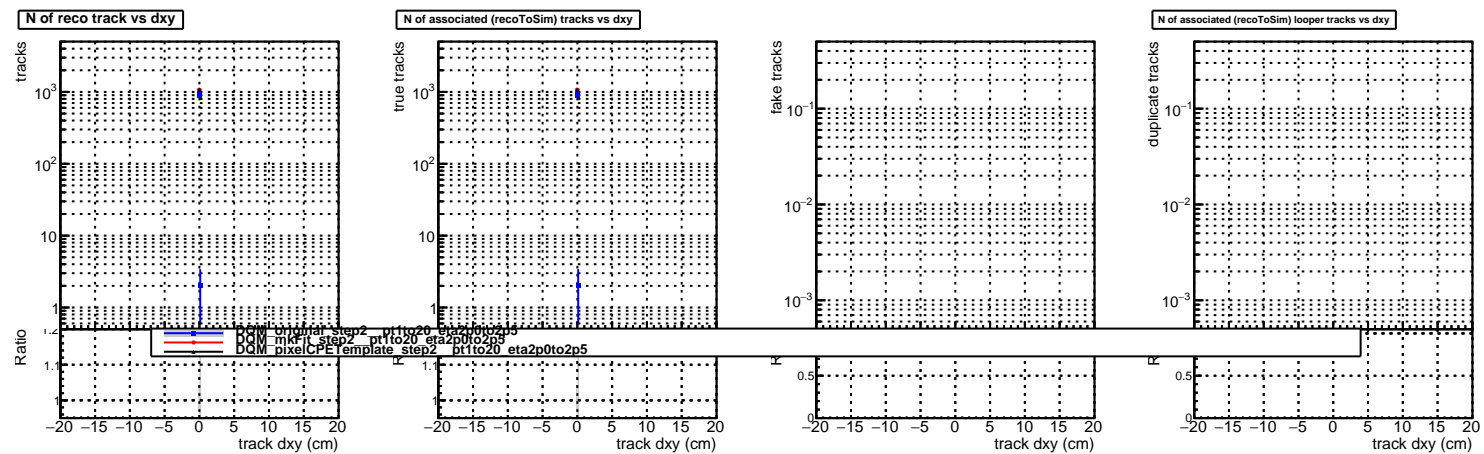 N of reco track vs dxy
N of associated (recoToSim) tracks vs dxy
N of associated (recoToSim) looper tracks vs dxy
tracks
10³
10²
10
1
true tracks
10³
10²
10
1
fake tracks
10⁻¹
10⁻²
10⁻³
duplicate tracks
10⁻¹
10⁻²
10⁻³
DQM_original_step2__pt1to20_eta2p0to2p5
DQM_mkFit_step2__pt1to20_eta2p0to2p5
DQM_pixelCPETemplate_step2__pt1to20_eta2p0to2p5
Ratio
1.2
1.1
1
1.1
1
0.5
0
0.5
0
−20 −15 −10 −5 0 5 10 15 20
track dxy (cm)
−20 −15 −10 −5 0 5 10 15 20
track dxy (cm)
−20 −15 −10 −5 0 5 10 15 20
track dxy (cm)
−20 −15 −10 −5 0 5 10 15 20
track dxy (cm)